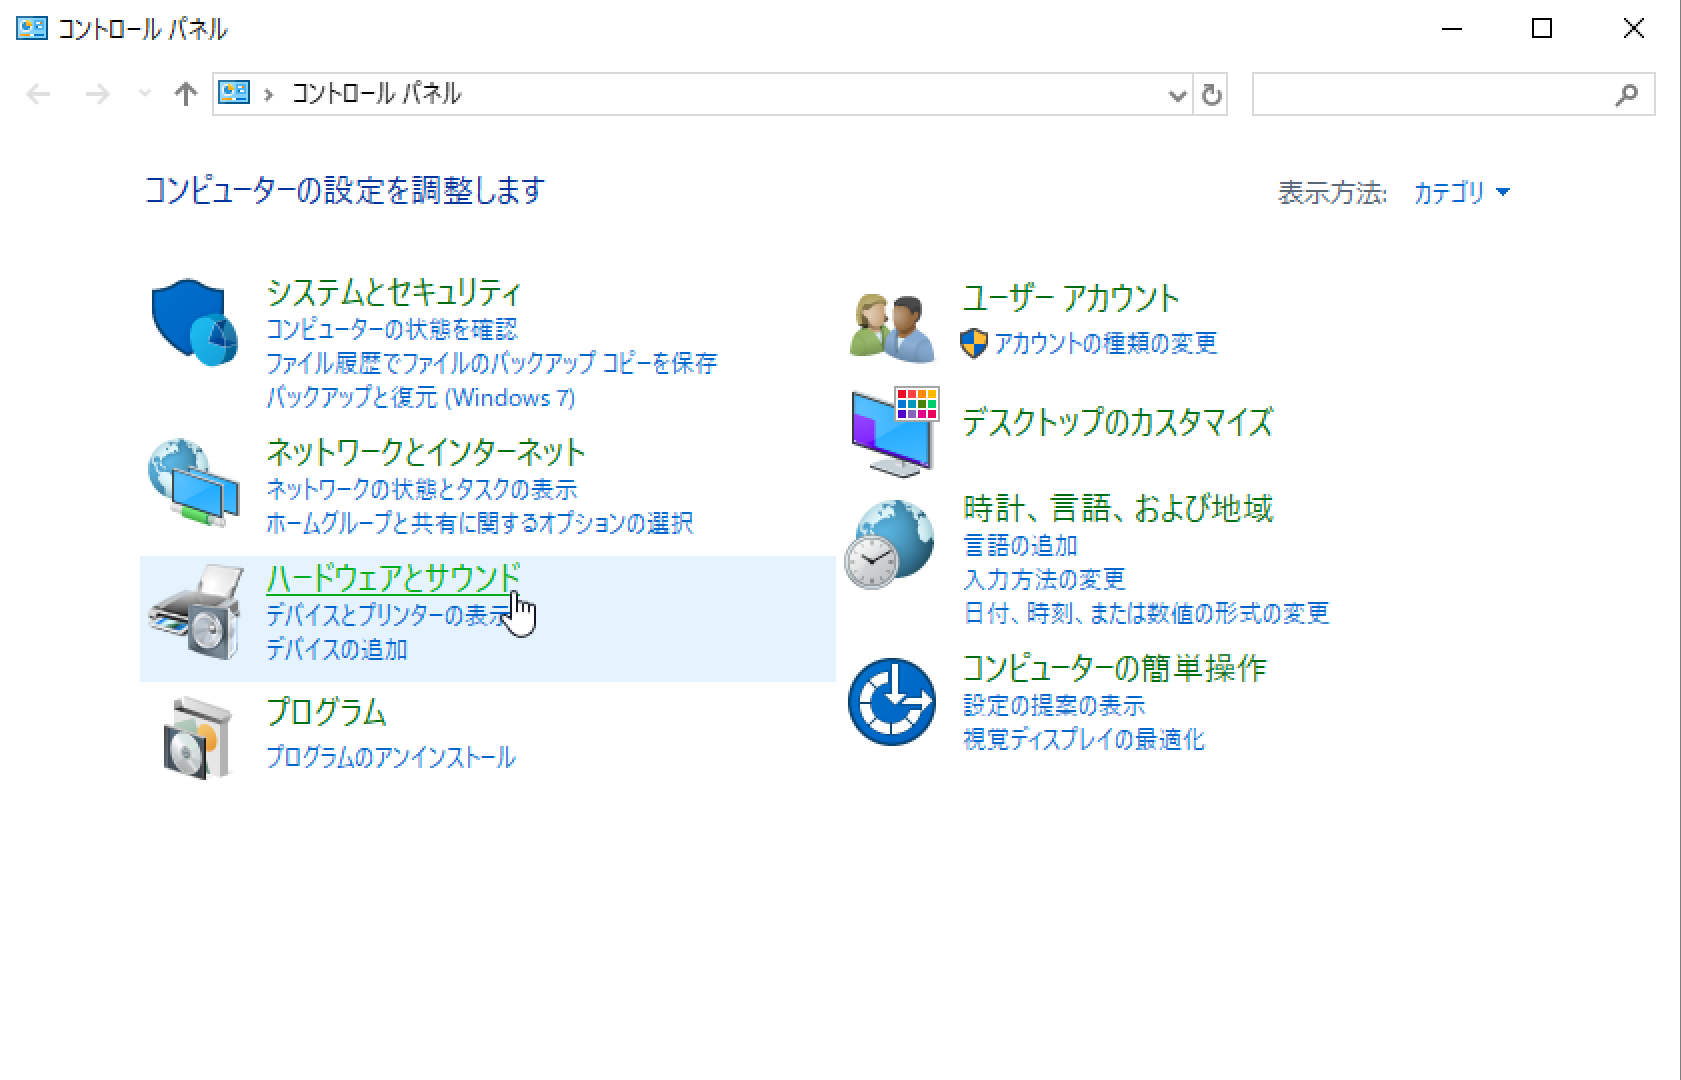 コントロール パネル
コントロール パネル
コンピューターの設定を調整します
表示方法: カテゴリ
システムとセキュリティ
コンピューターの状態を確認
ファイル履歴でファイルのバックアップ コピーを保存
バックアップと復元 (Windows 7)
ネットワークとインターネット
ネットワークの状態とタスクの表示
ホームグループと共有に関するオプションの選択
ハードウェアとサウンド
デバイスとプリンターの表示
デバイスの追加
プログラム
プログラムのアンインストール
ユーザー アカウント
アカウントの種類の変更
デスクトップのカスタマイズ
時計、言語、および地域
言語の追加
入力方法の変更
日付、時刻、または数値の形式の変更
コンピューターの簡単操作
設定の提案の表示
視覚ディスプレイの最適化